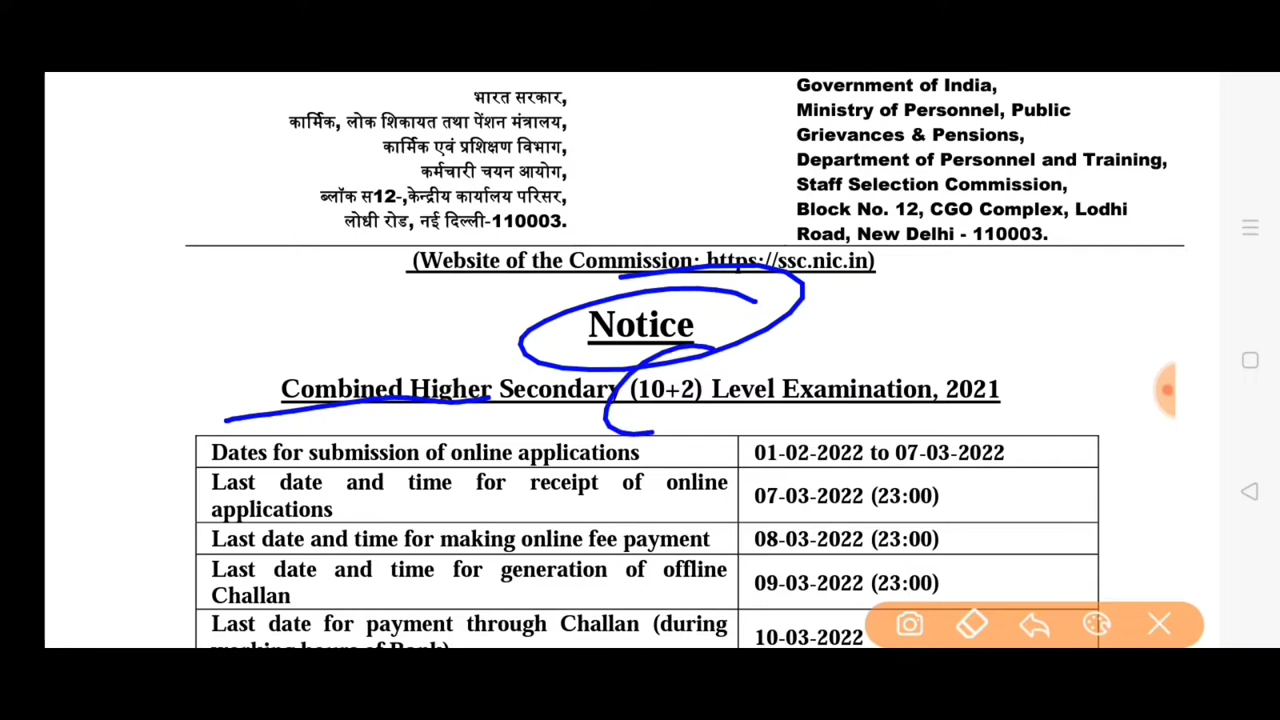 भारत सरकार,
कार्मिक, लोक शिकायत तथा पेंशन मंत्रालय,
कार्मिक एवं प्रशिक्षण विभाग,
कर्मचारी चयन आयोग,
ब्लॉक स12-,केन्द्रीय कार्यालय परिसर,
लोधी रोड, नई दिल्ली-110003.
Government of India,
Ministry of Personnel, Public
Grievances & Pensions,
Department of Personnel and Training,
Staff Selection Commission,
Block No. 12, CGO Complex, Lodhi
Road, New Delhi - 110003.
(Website of the Commission: https://ssc.nic.in)
Notice
Combined Higher Secondary (10+2) Level Examination, 2021
Dates for submission of online applications 01-02-2022 to 07-03-2022
Last date and time for receipt of online
applications 07-03-2022 (23:00)
Last date and time for making online fee payment 08-03-2022 (23:00)
Last date and time for generation of offline
Challan 09-03-2022 (23:00)
Last date for payment through Challan (during
working hours of Bank) 10-03-2022